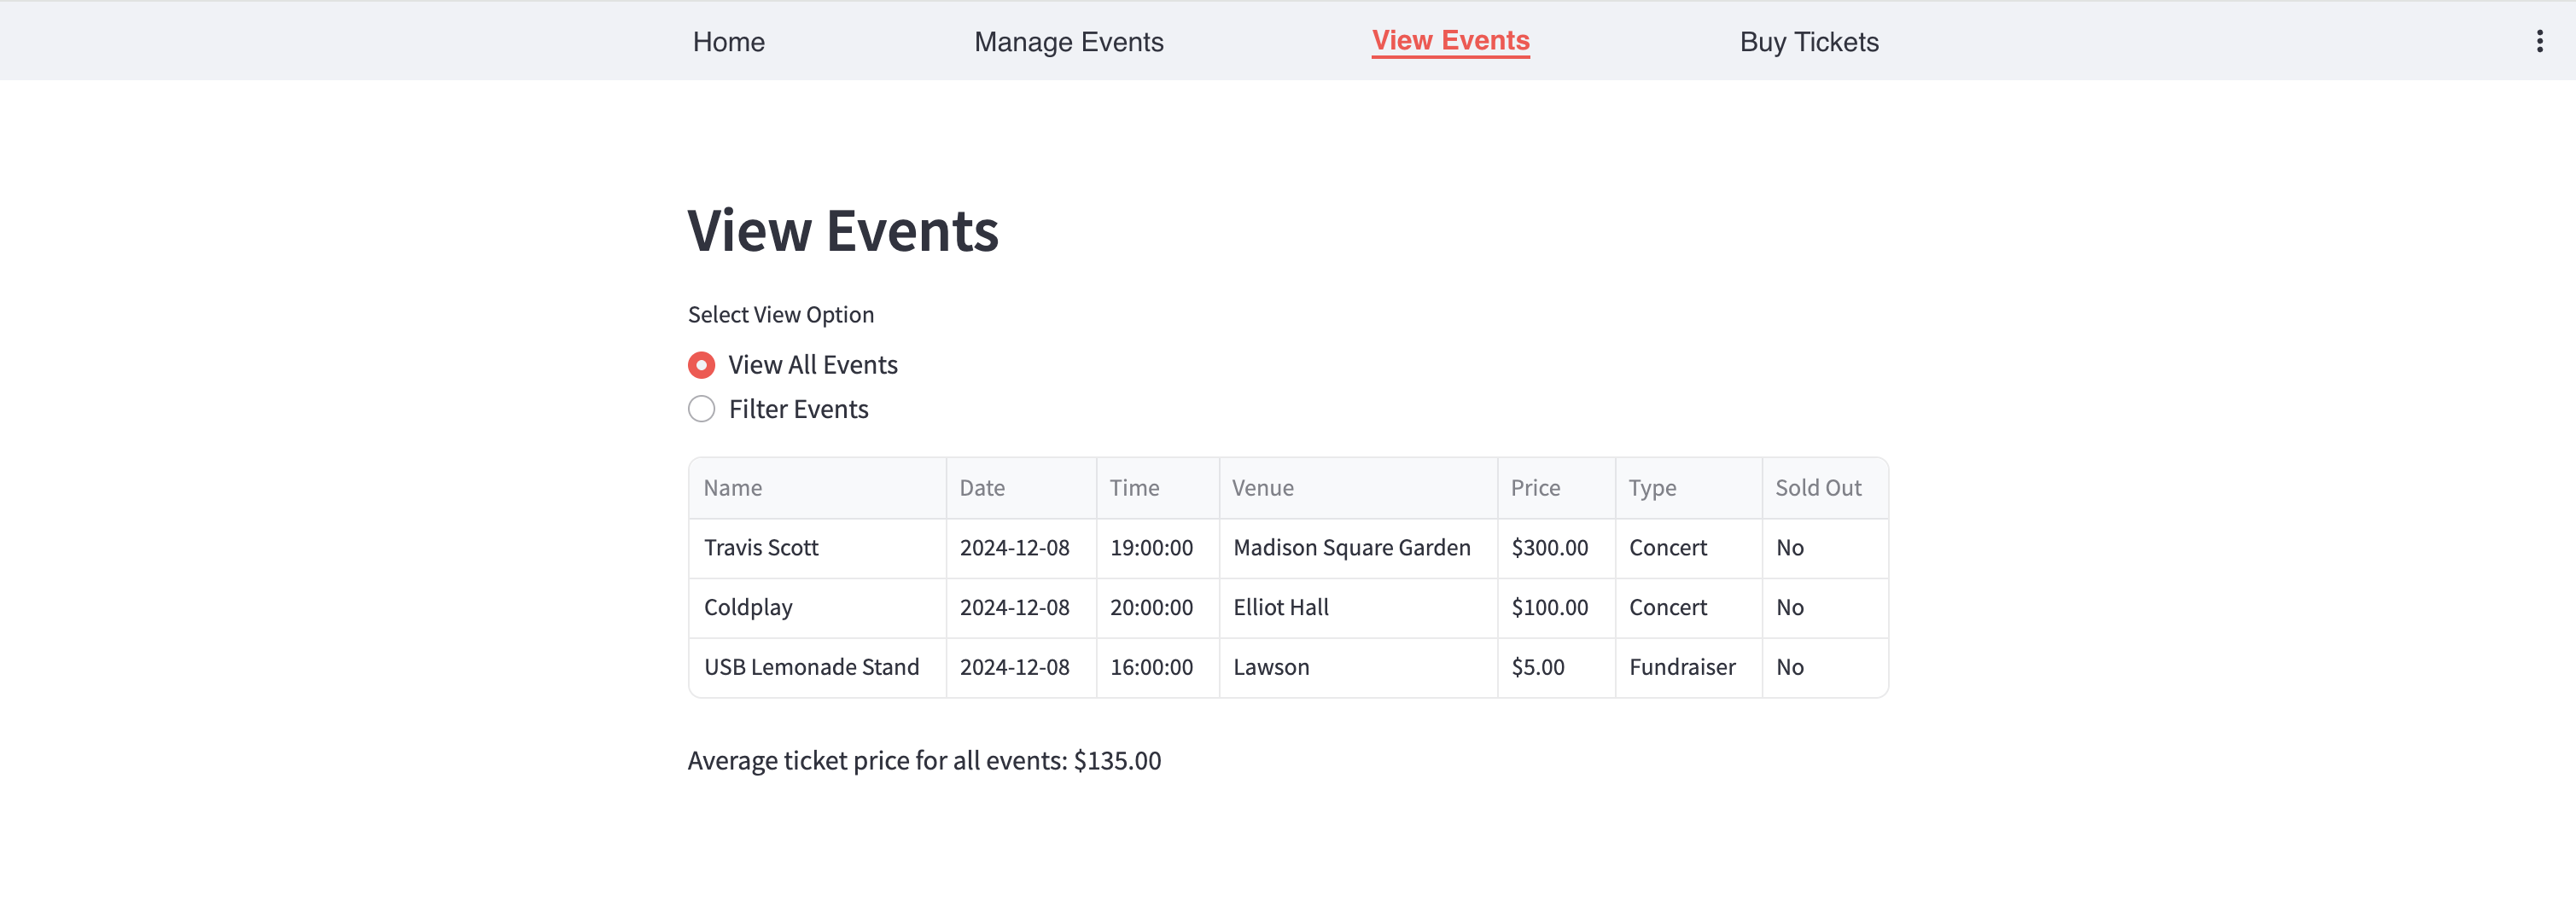 Home Manage Events View Events Buy Tickets
View Events
Select View Option
View All Events
Filter Events
Name Date Time Venue Price Type Sold Out
Travis Scott 2024-12-08 19:00:00 Madison Square Garden $300.00 Concert No
Coldplay 2024-12-08 20:00:00 Elliot Hall $100.00 Concert No
USB Lemonade Stand 2024-12-08 16:00:00 Lawson $5.00 Fundraiser No
Average ticket price for all events: $135.00